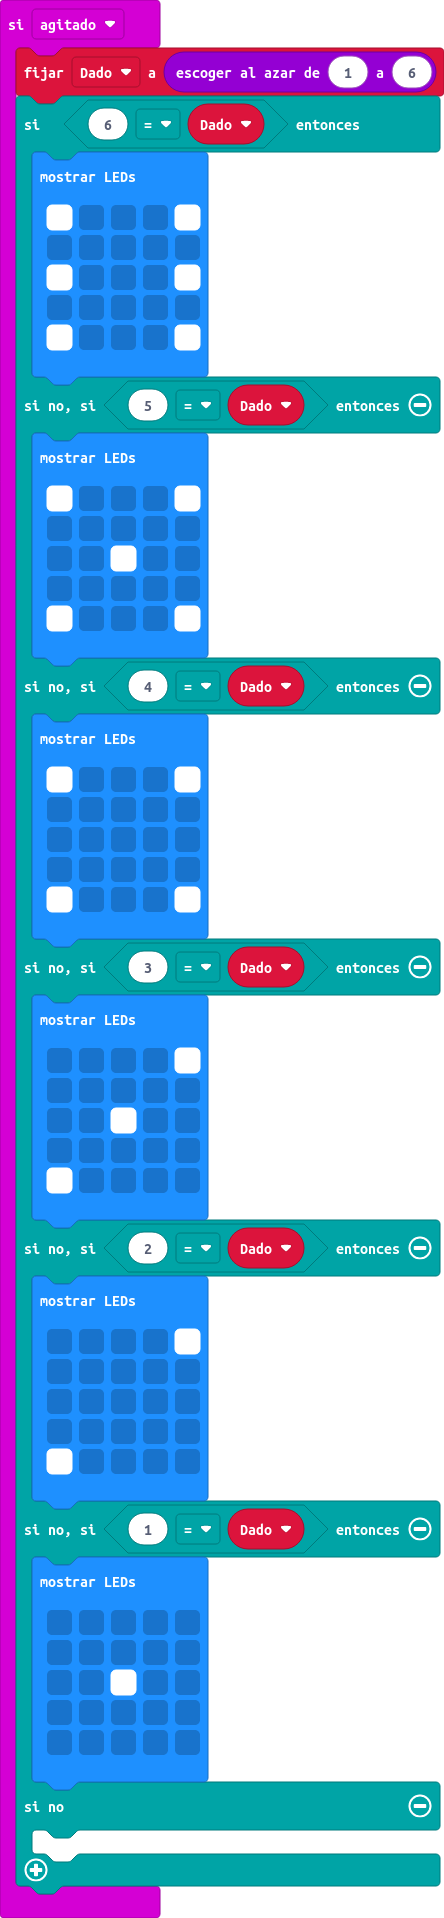 si agitado
fijar Dado a escoger al azar de 1 a 6
si 6 = Dado entonces
mostrar LEDs
si no, si 5 = Dado entonces
mostrar LEDs
si no, si 4 = Dado entonces
mostrar LEDs
si no, si 3 = Dado entonces
mostrar LEDs
si no, si 2 = Dado entonces
mostrar LEDs
si no, si 1 = Dado entonces
mostrar LEDs
si no